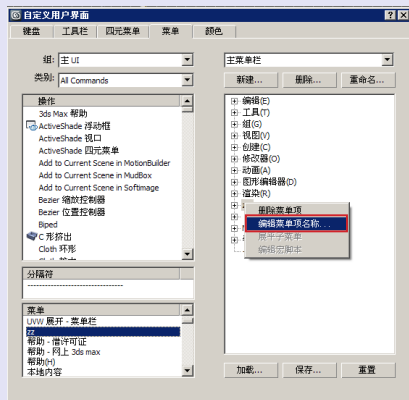 自定义用户界面
键盘 工具栏 四元菜单 菜单 颜色
组: 主 UI
类别: All Commands
操作
3ds Max 帮助
ActiveShade 浮动框
ActiveShade 视口
ActiveShade 四元菜单
Add to Current Scene in MotionBuilder
Add to Current Scene in MudBox
Add to Current Scene in Softimage
Bezier 缩放控制器
Bezier 位置控制器
Biped
C 形挤出
Cloth 环形
分隔符
菜单
UVW 展开 - 菜单栏
zz
帮助 - 借许可证
帮助 - 网上 3ds max
帮助(H)
本地内容
主菜单栏
新建... 删除... 重命名...
编辑(E)
工具(T)
组(G)
视图(V)
创建(C)
修改器(O)
动画(A)
图形编辑器(D)
渲染(R)
删除菜单项
编辑菜单项名称...
展平子菜单
编辑宏脚本
加载... 保存... 重置